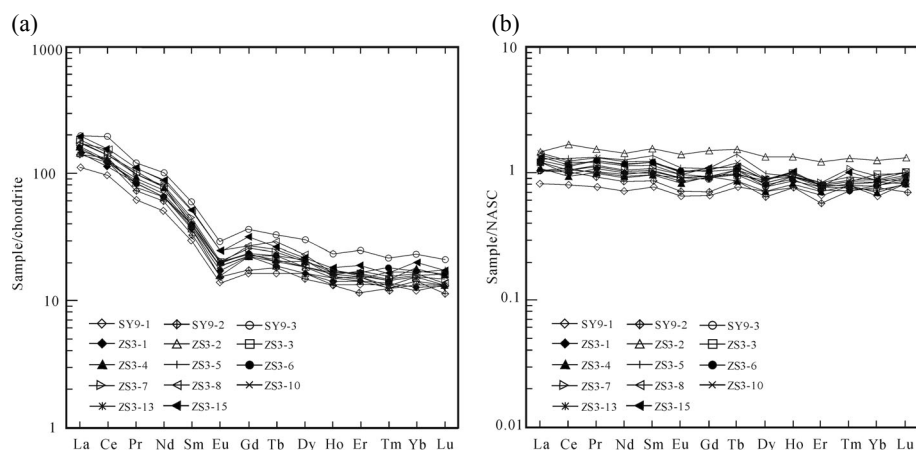 (a)
1000
100
10
1
Sample/chondrite
SY9-1 SY9-2 SY9-3
ZS3-1 ZS3-2 ZS3-3
ZS3-4 ZS3-5 ZS3-6
ZS3-7 ZS3-8 ZS3-10
ZS3-13 ZS3-15
La Ce Pr Nd Sm Eu Gd Tb Dy Ho Er Tm Yb Lu
(b)
10
1
0.1
0.01
Sample/NASC
SY9-1 SY9-2 SY9-3
ZS3-1 ZS3-2 ZS3-3
ZS3-4 ZS3-5 ZS3-6
ZS3-7 ZS3-8 ZS3-10
ZS3-13 ZS3-15
La Ce Pr Nd Sm Eu Gd Tb Dy Ho Er Tm Yb Lu